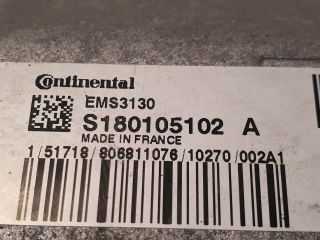 Continental
EMS3130
S180105102 A
MADE IN FRANCE
1/51718/806811076/10270/002A1